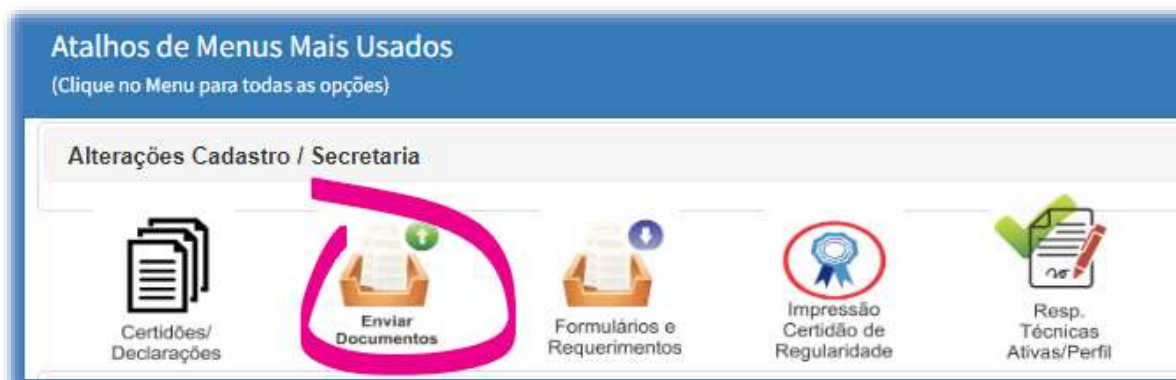 Atalhos de Menus Mais Usados
(Clique no Menu para todas as opções)
Alterações Cadastro / Secretaria
Certidões/
Declarações
Enviar
Documentos
Formulários e
Requerimentos
Impressão
Certidão de
Regularidade
Resp.
Técnicas
Ativas/Perfil